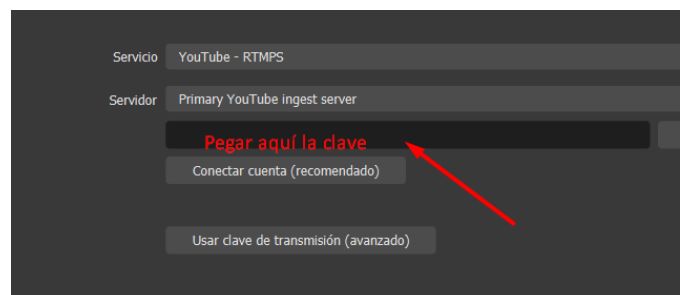 Servicio YouTube - RTMPS
Servidor Primary YouTube ingest server
Pegar aquí la clave
Conectar cuenta (recomendado)
Usar clave de transmisión (avanzado)